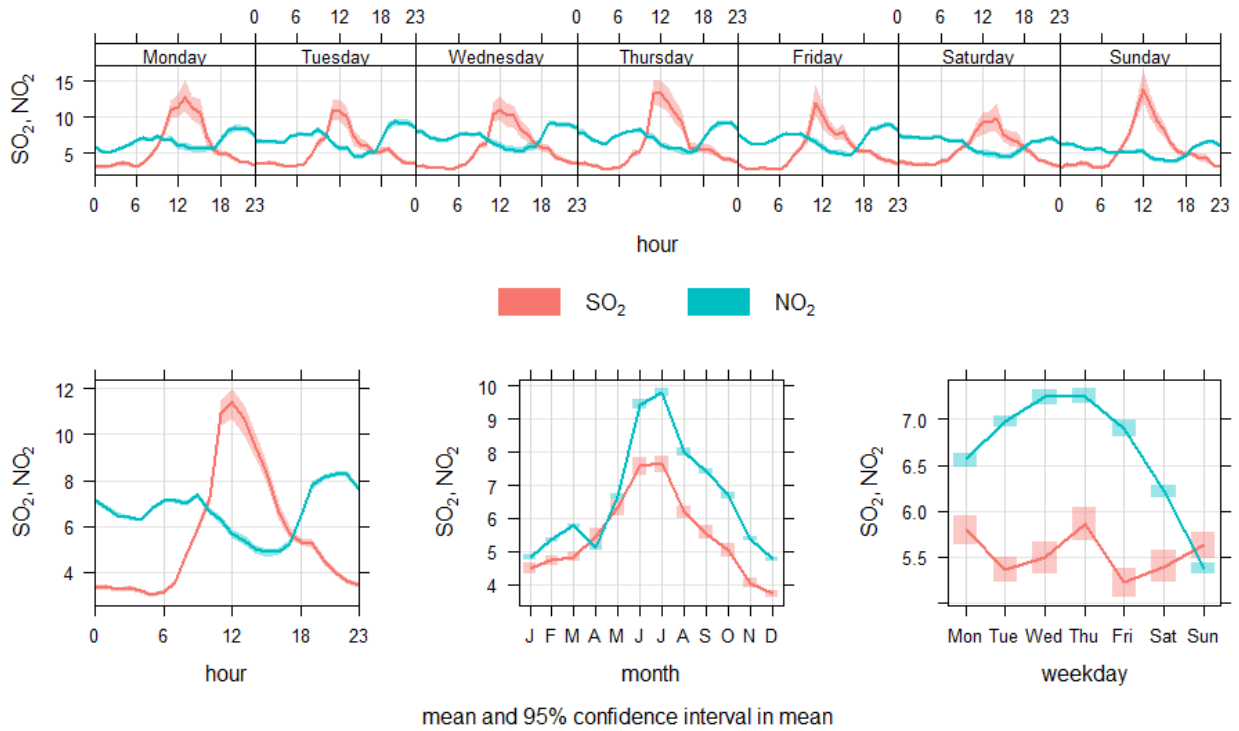 0 6 12 18 23 0 6 12 18 23 0 6 12 18 23
Monday Tuesday Wednesday Thursday Friday Saturday Sunday
SO₂, NO₂
15
10
5
0 6 12 18 23 0 6 12 18 23 0 6 12 18 23 0 6 12 18 23
hour
SO₂ NO₂
SO₂, NO₂
12
10
8
6
4
0 6 12 18 23
hour
SO₂, NO₂
10
9
8
7
6
5
4
J F M A M J J A S O N D
month
SO₂, NO₂
7.0
6.5
6.0
5.5
Mon Tue Wed Thu Fri Sat Sun
weekday
mean and 95% confidence interval in mean